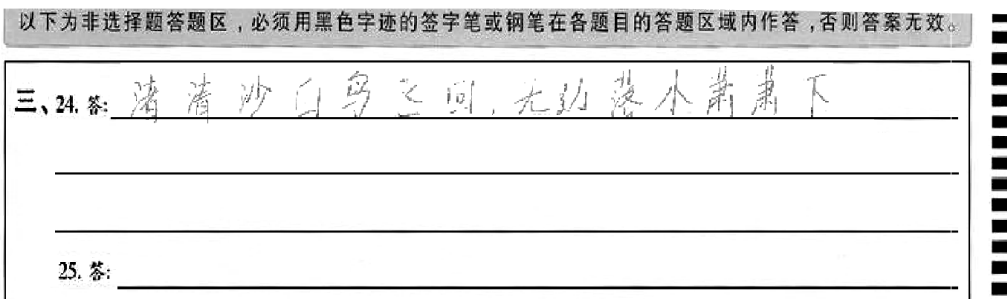 以下为非选择题答题区，必须用黑色字迹的签字笔或钢笔在各题目的答题区域内作答，否则答案无效。
三、24. 答: 渚清沙白鸟飞回，无边落木萧萧下
25. 答: